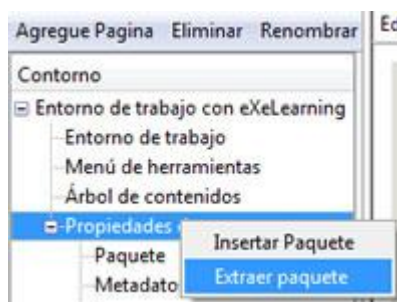 Agregue Pagina Eliminar Renombrar Ed
Contorno
Entorno de trabajo con eXeLearning
Entorno de trabajo
Menú de herramientas
Árbol de contenidos
Propiedades
Insertar Paquete
Paquete
Extraer paquete
Metadato